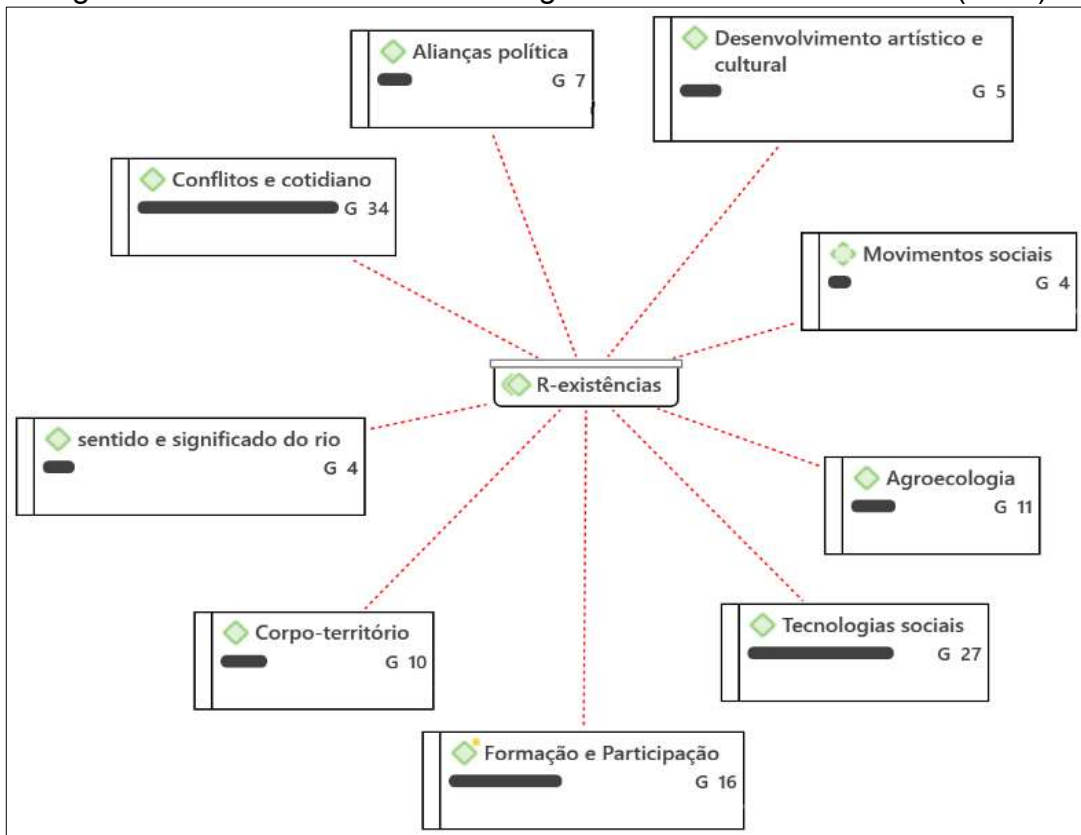 Alianças política
G 7
Desenvolvimento artístico e
cultural
G 5
Conflitos e cotidiano
G 34
Movimentos sociais
G 4
R-existências
sentido e significado do rio
G 4
Agroecologia
G 11
Corpo-território
G 10
Tecnologias sociais
G 27
Formação e Participação
G 16